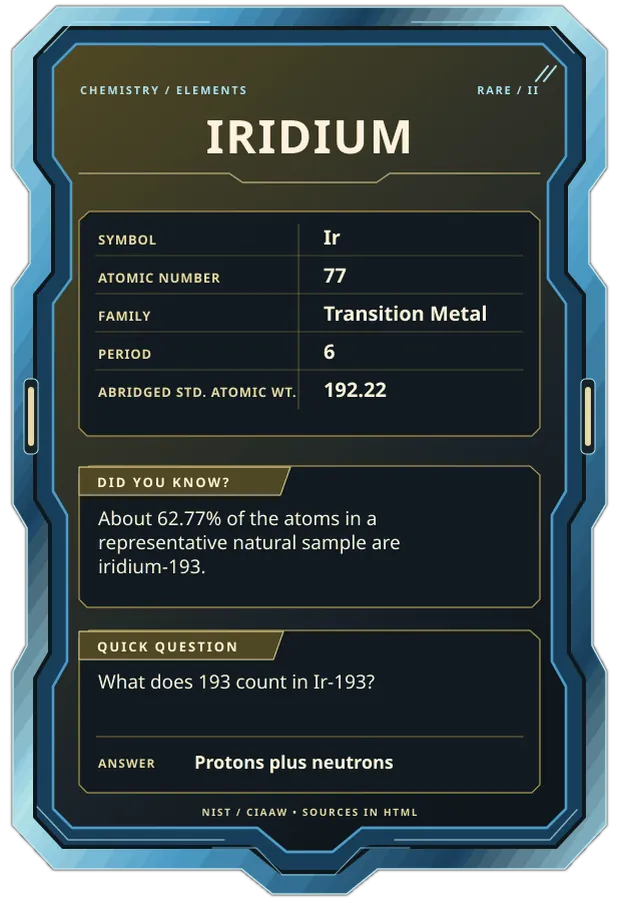 CHEMISTRY / ELEMENTS
RARE / II
IRIDIUM
SYMBOL Ir
ATOMIC NUMBER 77
FAMILY Transition Metal
PERIOD 6
ABRIDGED STD. ATOMIC WT. 192.22
DID YOU KNOW?
About 62.77% of the atoms in a
representative natural sample are
iridium-193.
QUICK QUESTION
What does 193 count in Ir-193?
ANSWER Protons plus neutrons
NIST / CIAAW • SOURCES IN HTML